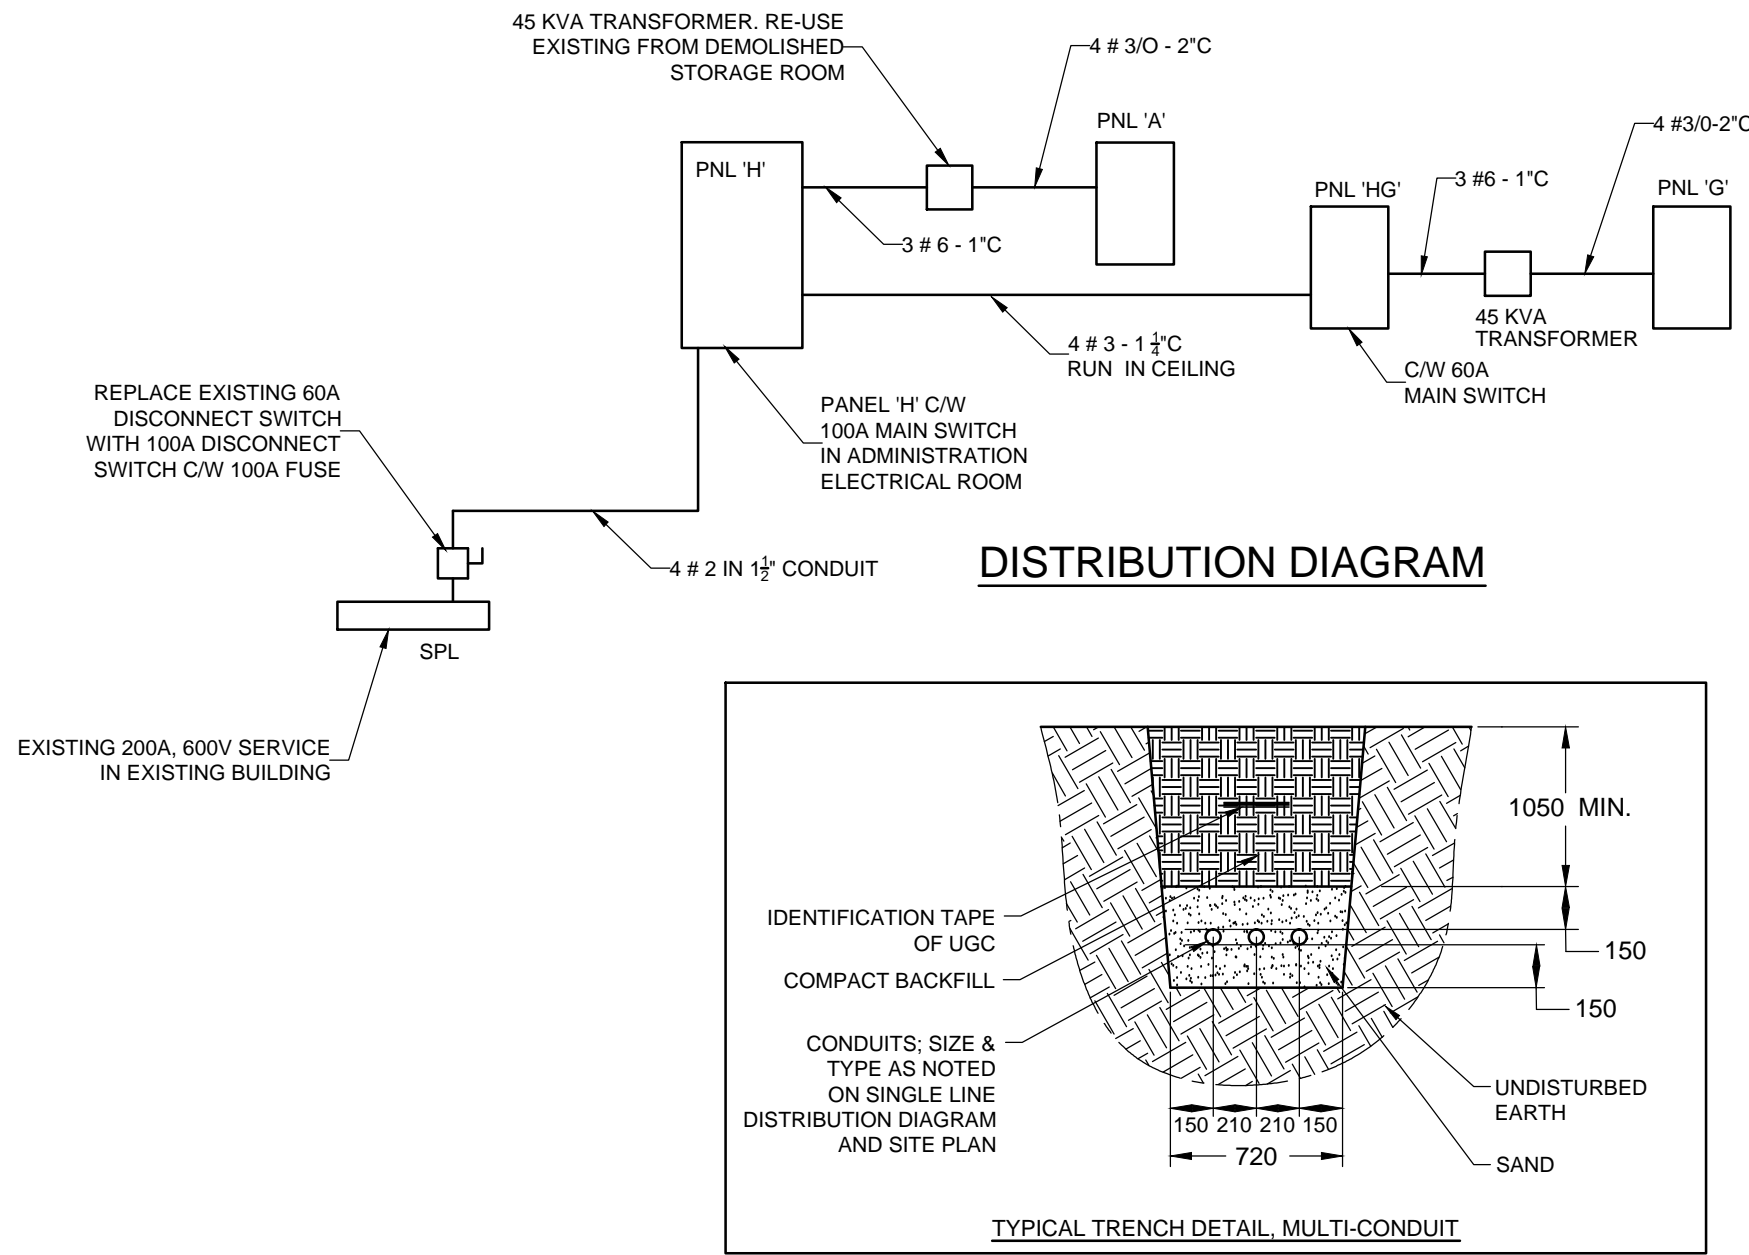 45 KVA TRANSFORMER. RE-USE
EXISTING FROM DEMOLISHED
STORAGE ROOM
4 # 3/O - 2"C
PNL 'A'
4 #3/0-2"C
PNL 'H'
3 # 6 - 1"C
PNL 'HG'
3 #6 - 1"C
PNL 'G'
45 KVA
TRANSFORMER
4 # 3 - 1 1/4"C
RUN IN CEILING
C/W 60A
MAIN SWITCH
REPLACE EXISTING 60A
DISCONNECT SWITCH
WITH 100A DISCONNECT
SWITCH C/W 100A FUSE
PANEL 'H' C/W
100A MAIN SWITCH
IN ADMINISTRATION
ELECTRICAL ROOM
4 # 2 IN 1 1/2" CONDUIT
DISTRIBUTION DIAGRAM
SPL
EXISTING 200A, 600V SERVICE
IN EXISTING BUILDING
1050 MIN.
IDENTIFICATION TAPE
OF UGC
COMPACT BACKFILL
150
150
CONDUITS; SIZE &
TYPE AS NOTED
ON SINGLE LINE
DISTRIBUTION DIAGRAM
AND SITE PLAN
UNDISTURBED
EARTH
150 210 210 150
720
SAND
TYPICAL TRENCH DETAIL, MULTI-CONDUIT